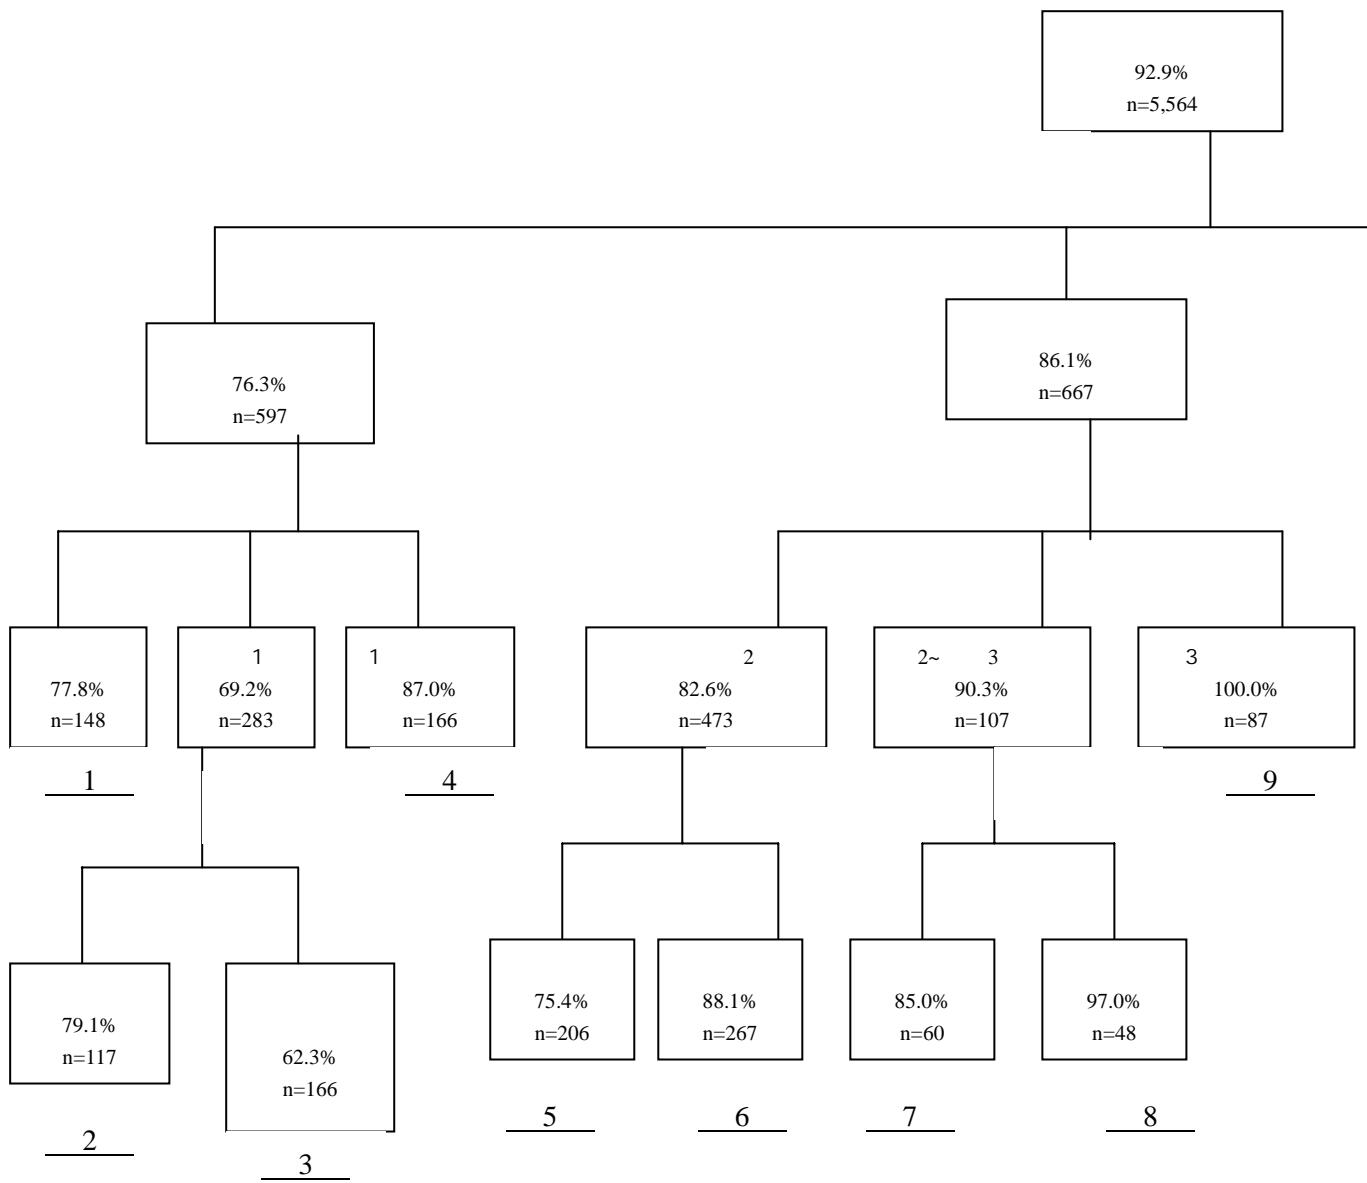 92.9%
n=5,564
76.3%
n=597
86.1%
n=667
77.8%
n=148
1
1
69.2%
n=283
1
87.0%
n=166
4
2
82.6%
n=473
2~ 3
90.3%
n=107
3
100.0%
n=87
9
79.1%
n=117
2
62.3%
n=166
3
75.4%
n=206
5
88.1%
n=267
6
85.0%
n=60
7
97.0%
n=48
8